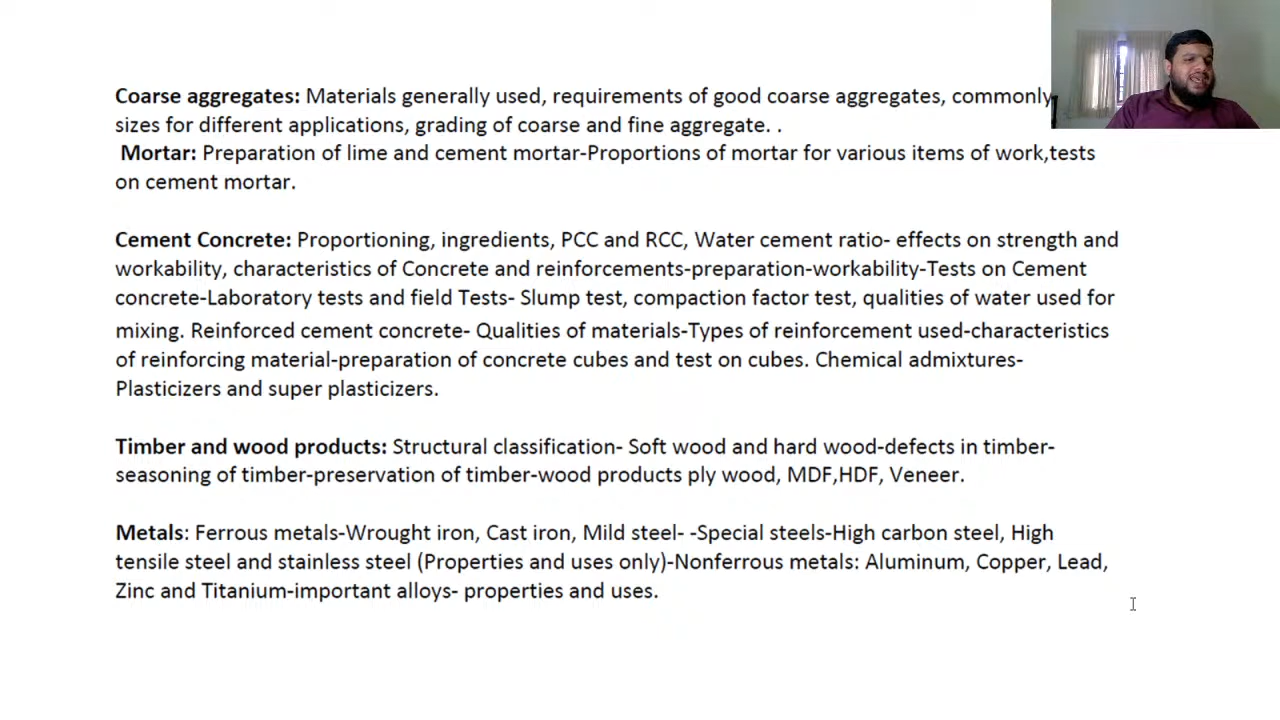 Coarse aggregates: Materials generally used, requirements of good coarse aggregates, commonly
sizes for different applications, grading of coarse and fine aggregate. .
Mortar: Preparation of lime and cement mortar-Proportions of mortar for various items of work,tests
on cement mortar.
Cement Concrete: Proportioning, ingredients, PCC and RCC, Water cement ratio- effects on strength and
workability, characteristics of Concrete and reinforcements-preparation-workability-Tests on Cement
concrete-Laboratory tests and field Tests- Slump test, compaction factor test, qualities of water used for
mixing. Reinforced cement concrete- Qualities of materials-Types of reinforcement used-characteristics
of reinforcing material-preparation of concrete cubes and test on cubes. Chemical admixtures-
Plasticizers and super plasticizers.
Timber and wood products: Structural classification- Soft wood and hard wood-defects in timber-
seasoning of timber-preservation of timber-wood products ply wood, MDF,HDF, Veneer.
Metals: Ferrous metals-Wrought iron, Cast iron, Mild steel- -Special steels-High carbon steel, High
tensile steel and stainless steel (Properties and uses only)-Nonferrous metals: Aluminum, Copper, Lead,
Zinc and Titanium-important alloys- properties and uses.